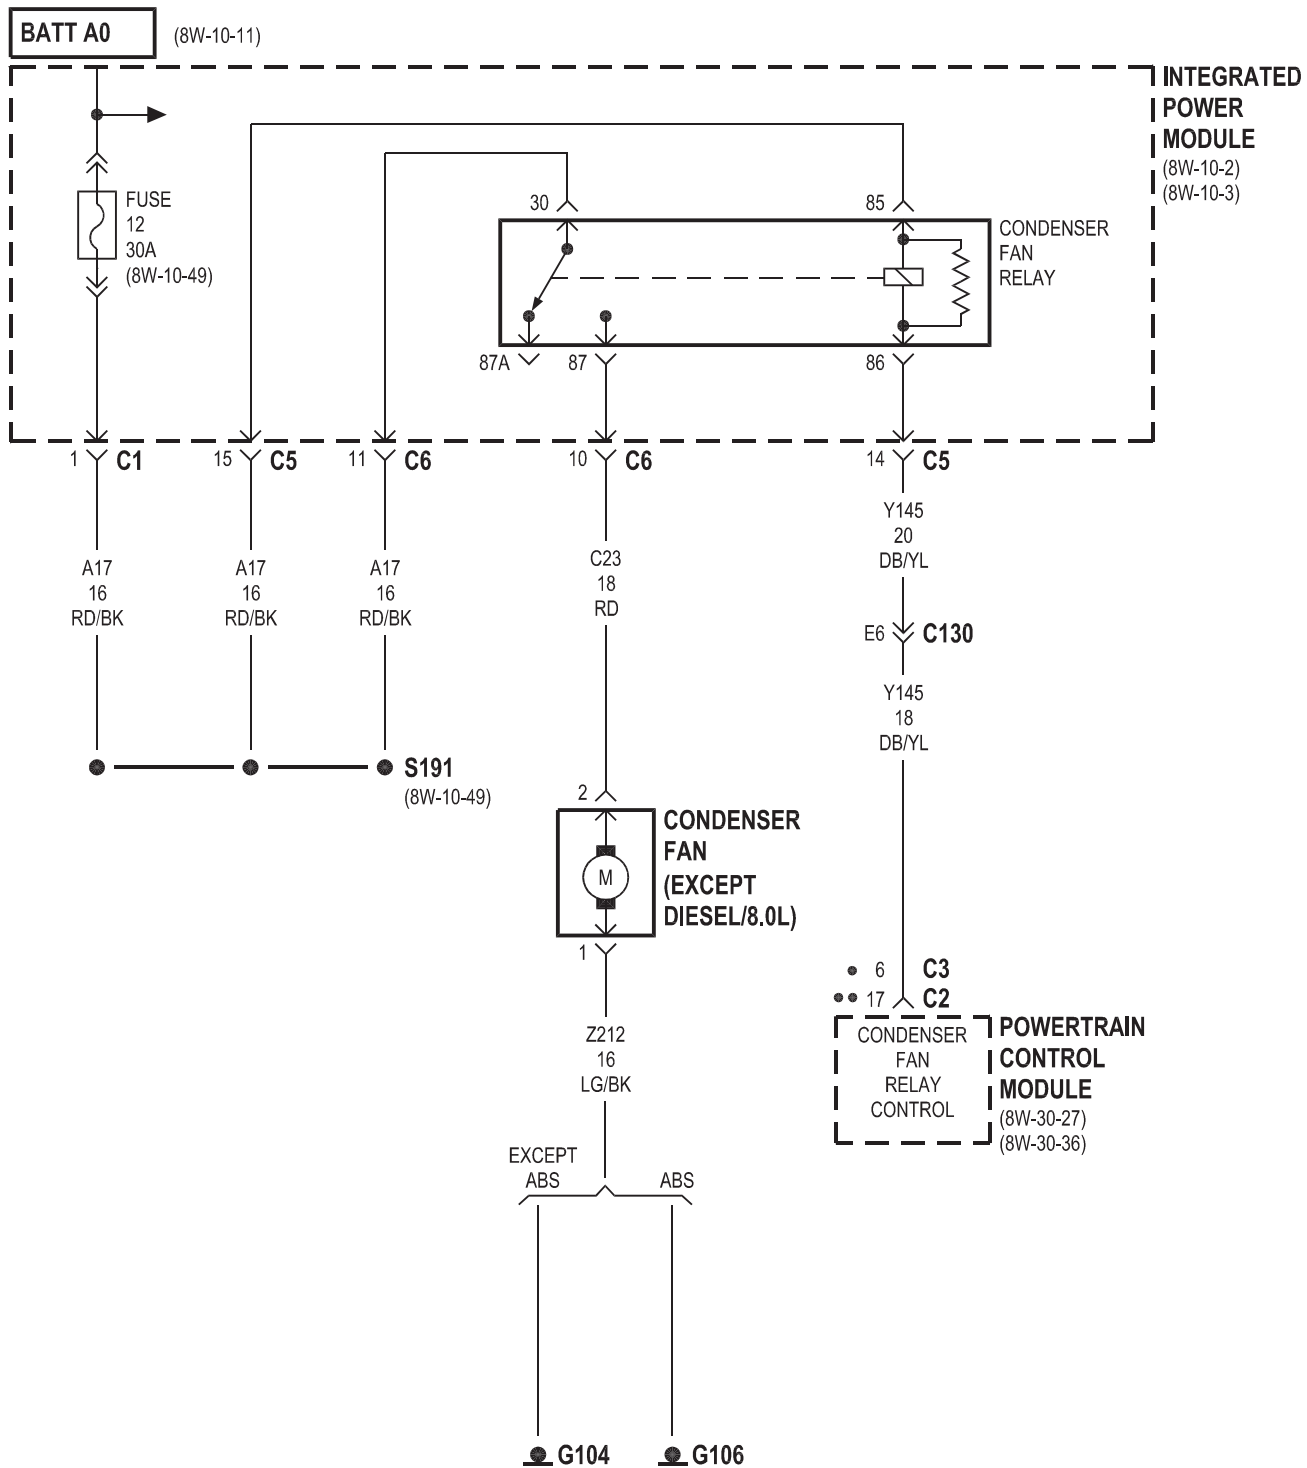 BATT A0
(8W-10-11)
INTEGRATED
POWER
MODULE
(8W-10-2)
(8W-10-3)
FUSE
12
30A
(8W-10-49)
30
85
CONDENSER
FAN
RELAY
87A
87
86
1
C1
15
C5
11
C6
10
C6
14
C5
A17
16
RD/BK
A17
16
RD/BK
A17
16
RD/BK
C23
18
RD
Y145
20
DB/YL
E6
C130
Y145
18
DB/YL
S191
(8W-10-49)
2
CONDENSER
FAN
(EXCEPT
DIESEL/8.0L)
M
1
6
C3
17
C2
CONDENSER
FAN
RELAY
CONTROL
POWERTRAIN
CONTROL
MODULE
(8W-30-27)
(8W-30-36)
Z212
16
LG/BK
EXCEPT
ABS
ABS
G104
G106